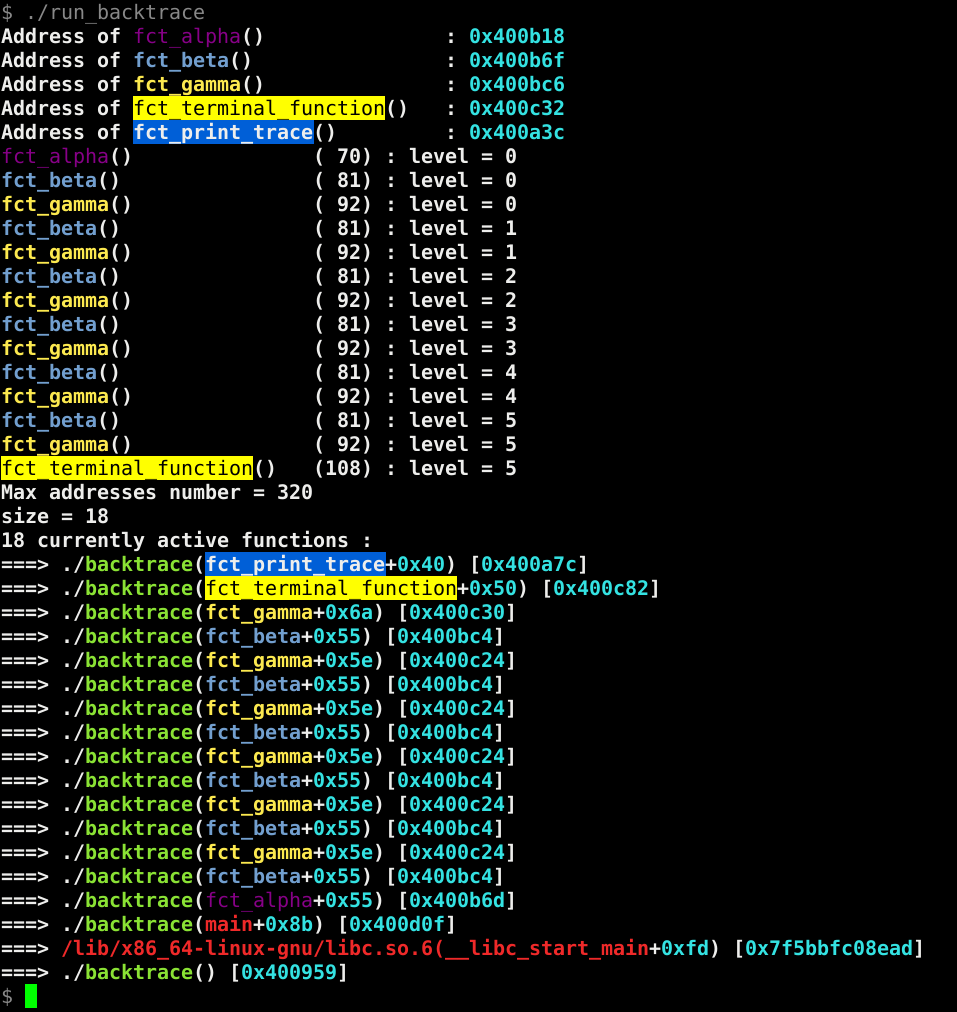 $ ./run_backtrace
Address of fct_alpha()               : 0x400b18
Address of fct_beta()                : 0x400b6f
Address of fct_gamma()               : 0x400bc6
Address of fct_terminal_function()   : 0x400c32
Address of fct_print_trace()         : 0x400a3c
fct_alpha()               ( 70) : level = 0
fct_beta()                ( 81) : level = 0
fct_gamma()               ( 92) : level = 0
fct_beta()                ( 81) : level = 1
fct_gamma()               ( 92) : level = 1
fct_beta()                ( 81) : level = 2
fct_gamma()               ( 92) : level = 2
fct_beta()                ( 81) : level = 3
fct_gamma()               ( 92) : level = 3
fct_beta()                ( 81) : level = 4
fct_gamma()               ( 92) : level = 4
fct_beta()                ( 81) : level = 5
fct_gamma()               ( 92) : level = 5
fct_terminal_function()   (108) : level = 5
Max addresses number = 320
size = 18
18 currently active functions :
===> ./backtrace(fct_print_trace+0x40) [0x400a7c]
===> ./backtrace(fct_terminal_function+0x50) [0x400c82]
===> ./backtrace(fct_gamma+0x6a) [0x400c30]
===> ./backtrace(fct_beta+0x55) [0x400bc4]
===> ./backtrace(fct_gamma+0x5e) [0x400c24]
===> ./backtrace(fct_beta+0x55) [0x400bc4]
===> ./backtrace(fct_gamma+0x5e) [0x400c24]
===> ./backtrace(fct_beta+0x55) [0x400bc4]
===> ./backtrace(fct_gamma+0x5e) [0x400c24]
===> ./backtrace(fct_beta+0x55) [0x400bc4]
===> ./backtrace(fct_gamma+0x5e) [0x400c24]
===> ./backtrace(fct_beta+0x55) [0x400bc4]
===> ./backtrace(fct_gamma+0x5e) [0x400c24]
===> ./backtrace(fct_beta+0x55) [0x400bc4]
===> ./backtrace(fct_alpha+0x55) [0x400b6d]
===> ./backtrace(main+0x8b) [0x400d0f]
===> /lib/x86_64-linux-gnu/libc.so.6(__libc_start_main+0xfd) [0x7f5bbfc08ead]
===> ./backtrace() [0x400959]
$